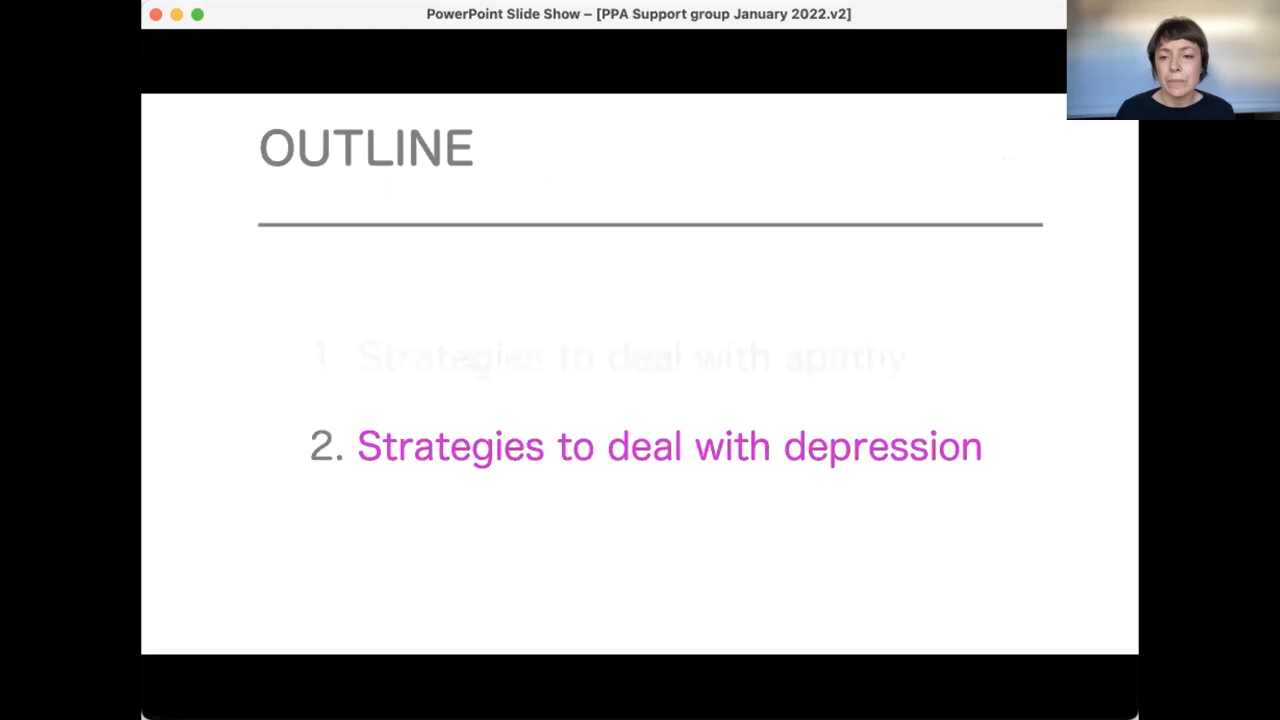 PowerPoint Slide Show – [PPA Support group January 2022.v2]
OUTLINE
1 Strategies to deal with apathy
2. Strategies to deal with depression